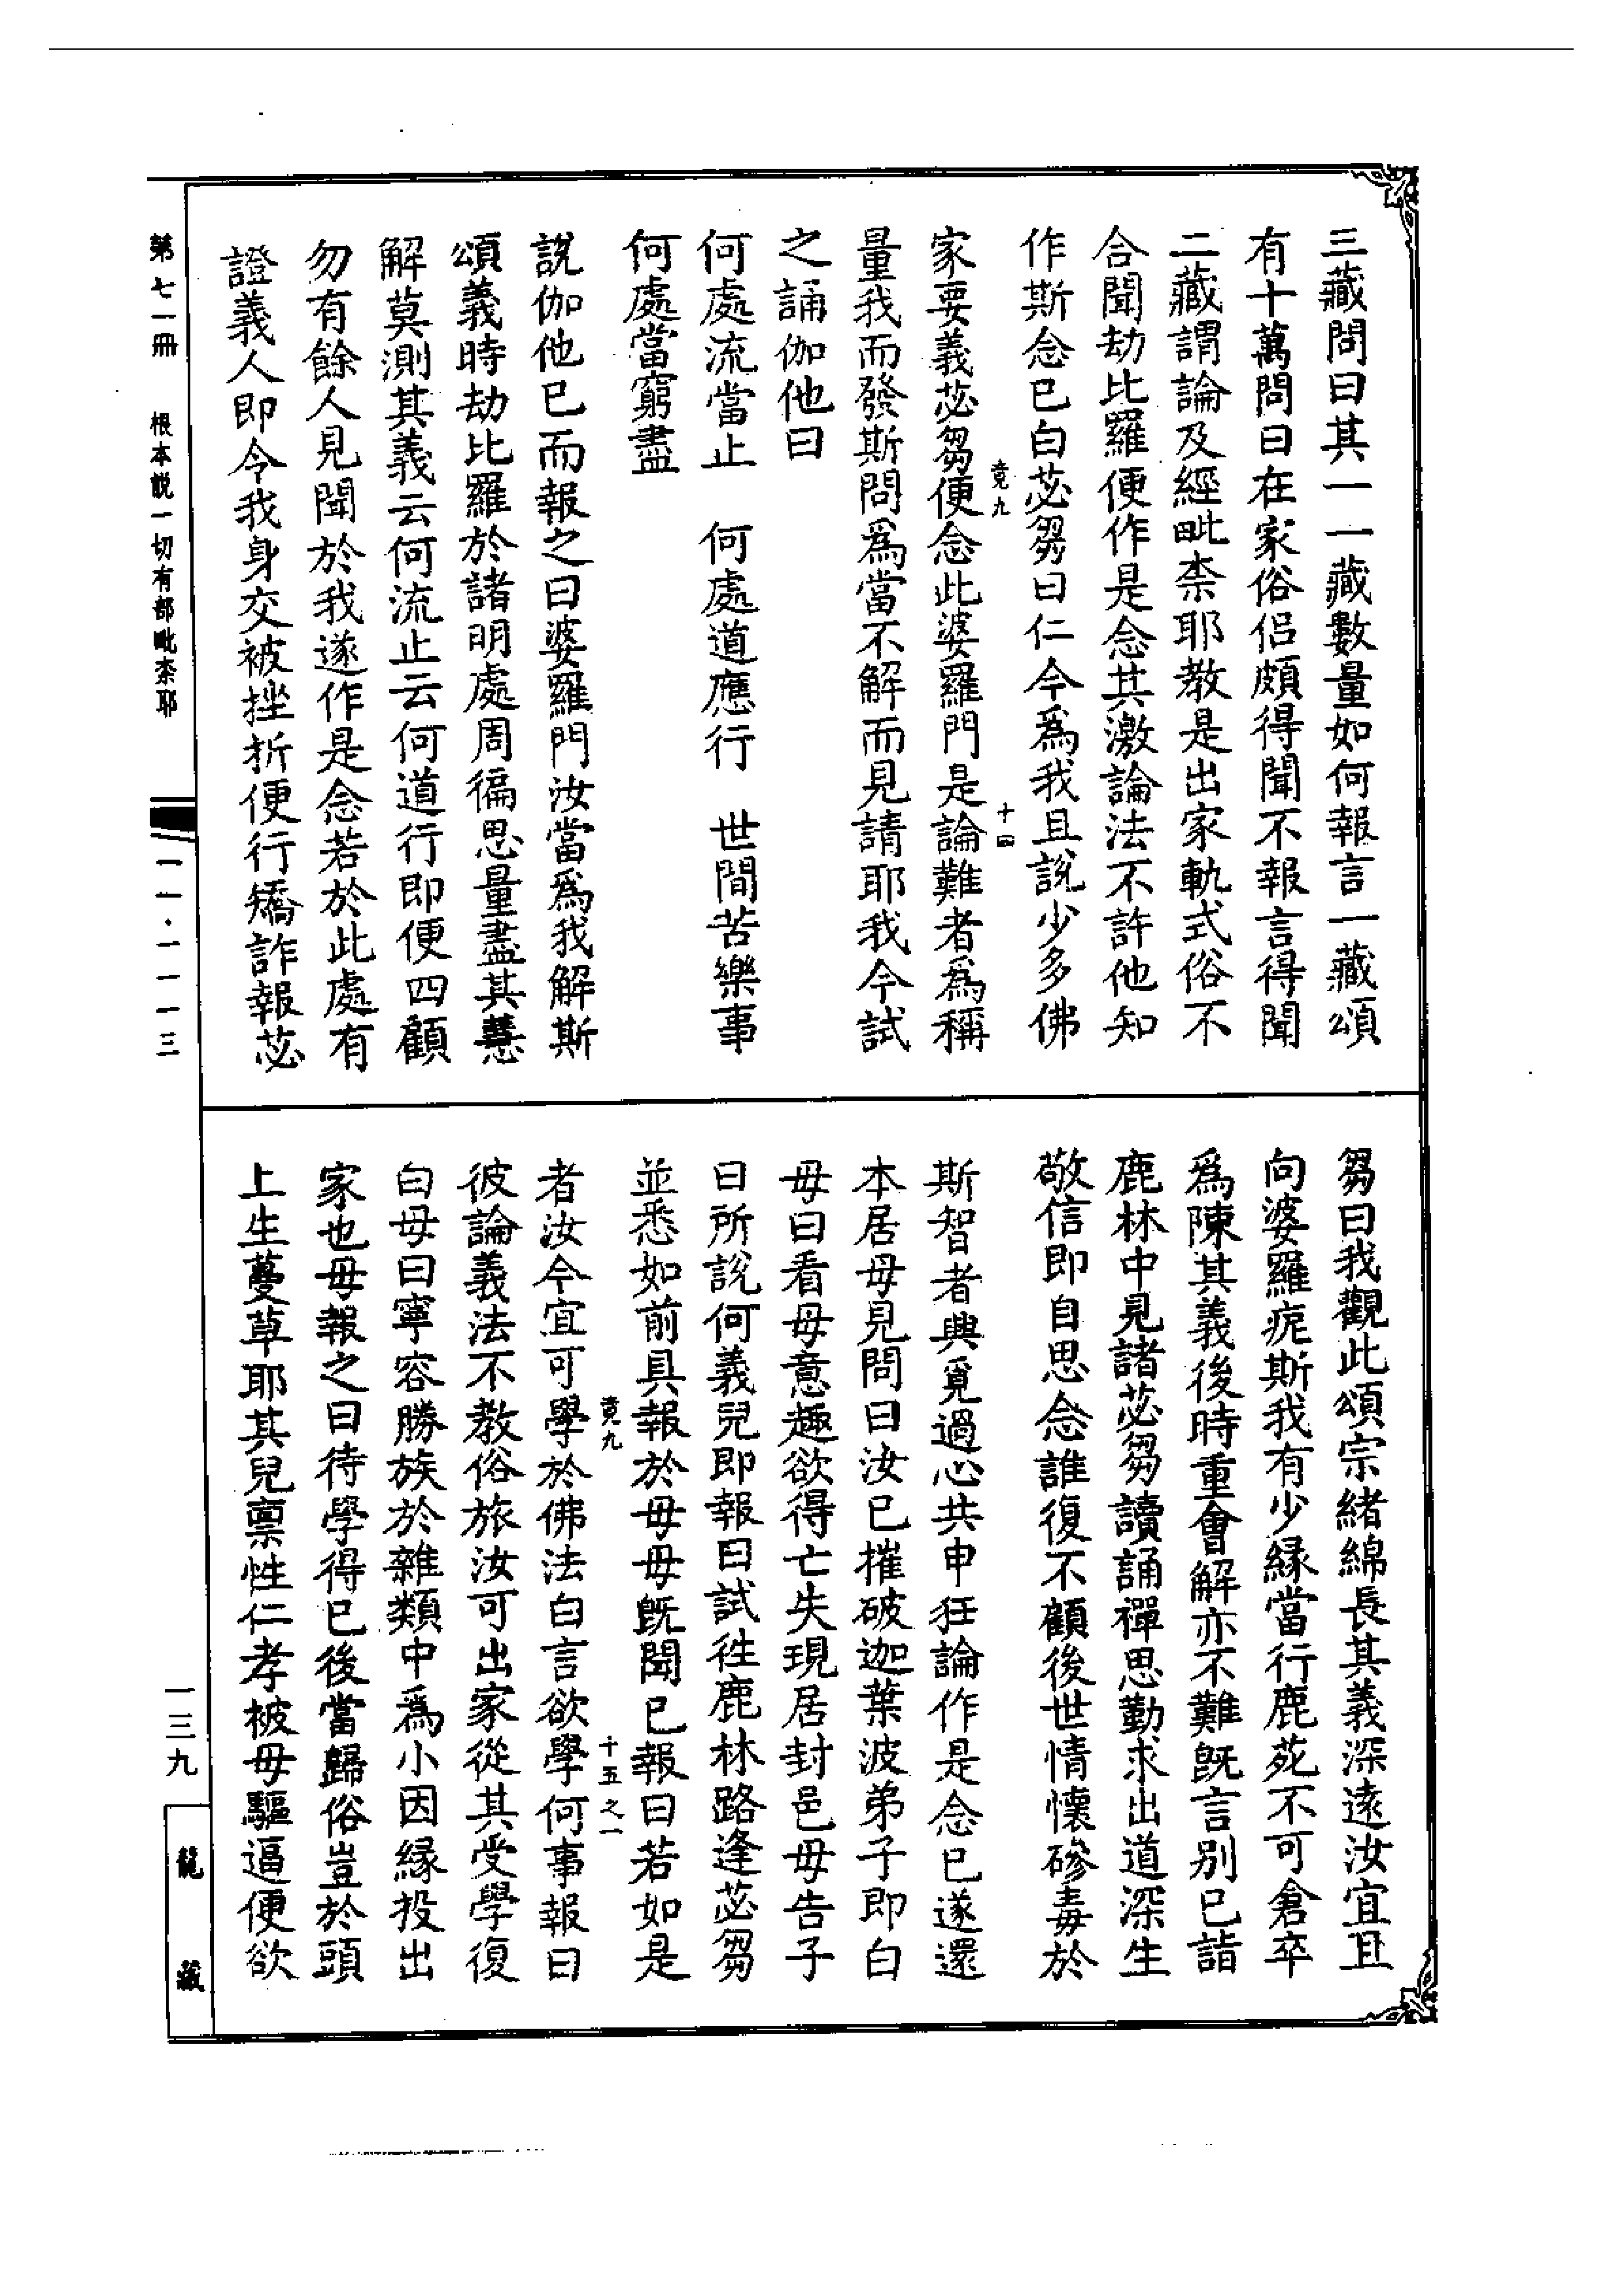 三藏問曰其一一藏數量如何報言一藏頌
有十萬問曰在家俗侶頗得聞不報言得聞
二藏謂論及經毗柰耶教是出家軌式俗不
合聞劫比羅便作是念其激論法不許他知
作斯念已白苾芻曰仁今爲我且說少多佛
竟九
十四
家要義苾芻便念此婆羅門是論難者爲稱
量我而發斯問爲當不解而見請耶我今試
之誦伽他曰
何處流當止　何處道應行　世間苦樂事
何處當窮盡
說伽他已而報之曰婆羅門汝當爲我解斯
頌義時劫比羅於諸明處周徧思量盡其慧
解莫測其義云何流止云何道行即便四顧
勿有餘人見聞於我遂作是念若於此處有
證義人即令我身交被挫折便行矯詐報苾
芻曰我觀此頌宗緒綿長其義深遠汝宜且
向婆羅痆斯我有少緣當行鹿苑不可倉卒
爲陳其義後時重會解亦不難旣言別已詣
鹿林中見諸苾芻讀誦禪思勤求出道深生
敬信即自思念誰復不顧後世情懷磣毒於
斯智者興覓過心共申狂論作是念已遂還
本居母見問曰汝已摧破迦葉波弟子即白
母曰看母意趣欲得亡失現居封邑母告子
曰所說何義兒即報曰試往鹿林路逢苾芻
並悉如前具報於母母旣聞已報曰若如是
竟九
十五之一
者汝今宜可學於佛法白言欲學何事報曰
彼論義法不教俗旅汝可出家從其受學復
白母曰寧容勝族於雜類中爲小因緣投出
家也母報之曰待學得已後當歸俗豈於頭
上生蔓草耶其兒稟性仁孝被母驅逼便欲
第七一冊　根本說一切有部毗柰耶
一一·一一一三
一三九
龍藏